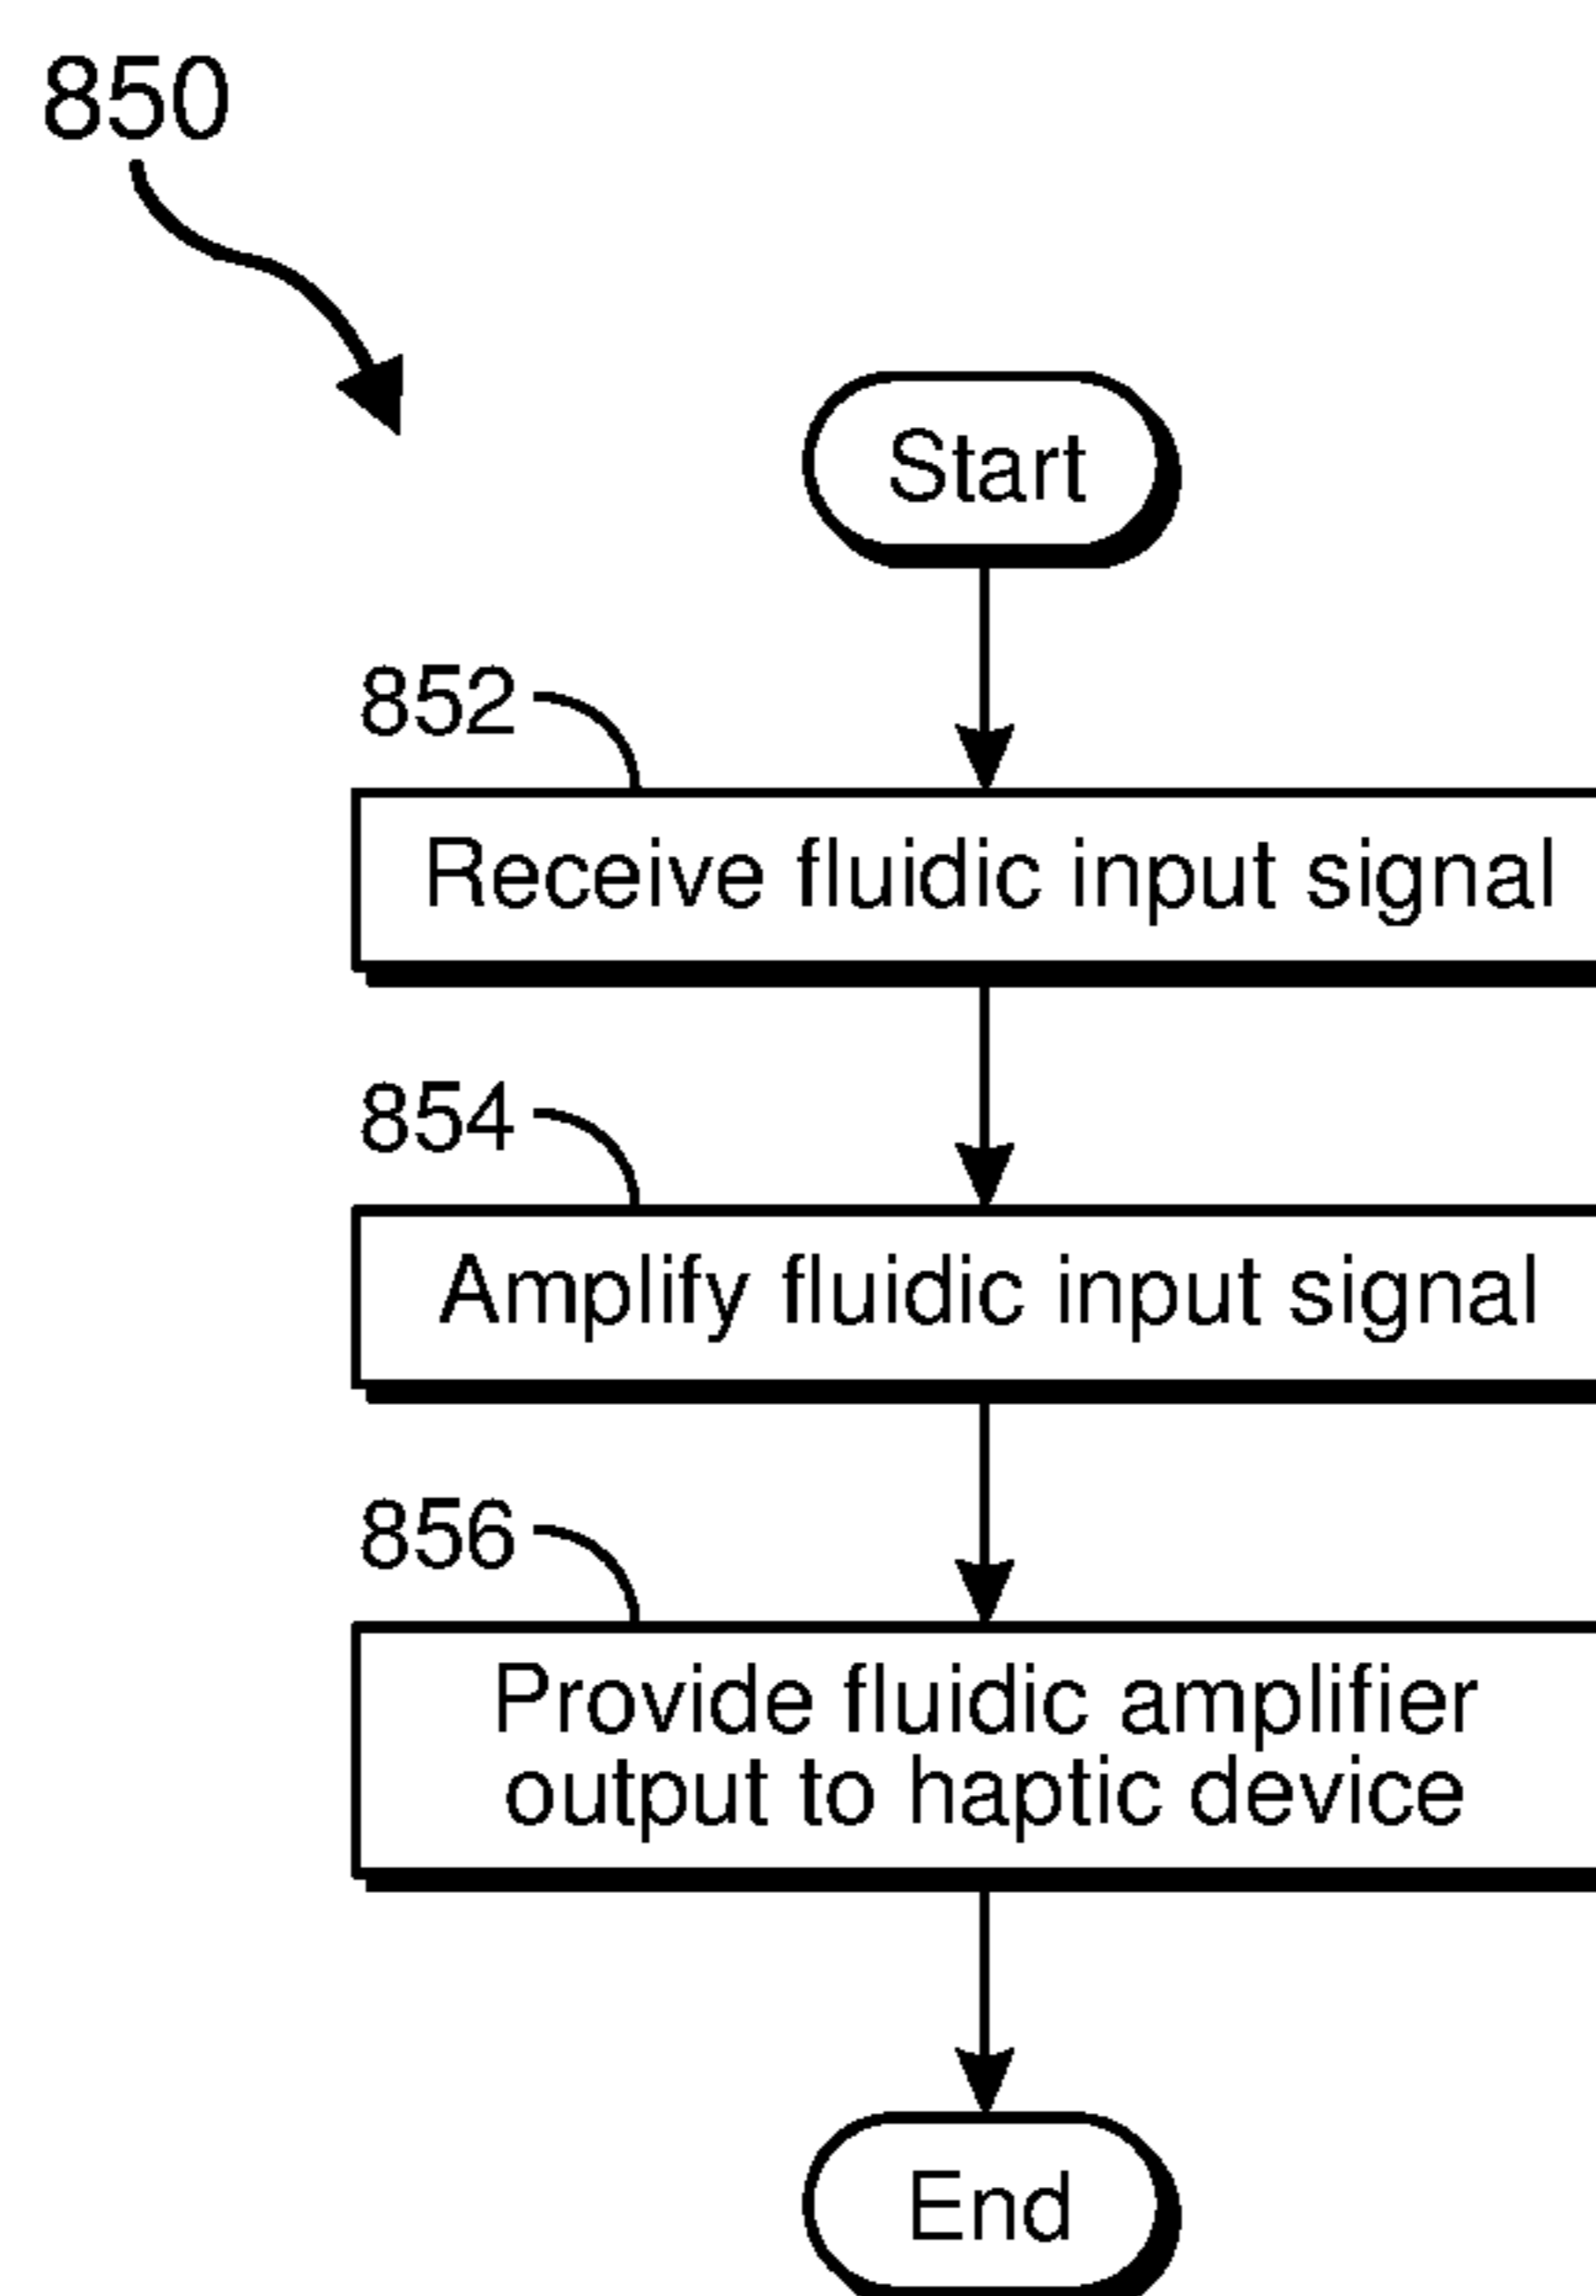 850
Start
852
Receive fluidic input signal
854
Amplify fluidic input signal
856
Provide fluidic amplifier
output to haptic device
End